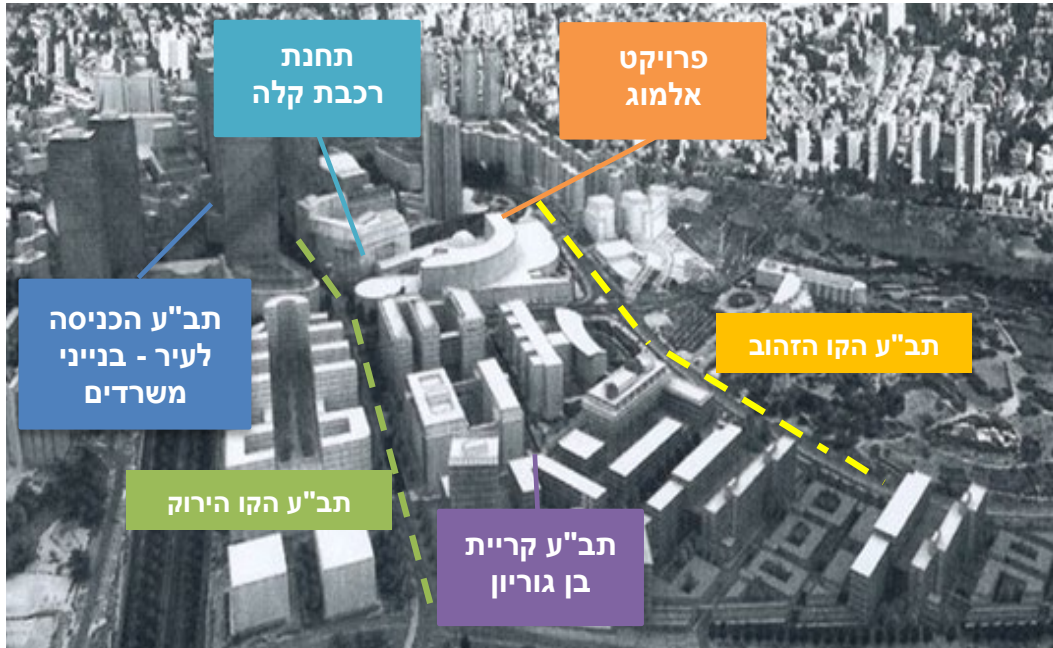 תחנת
רכבת קלה
פרויקט
אלמוג
תב"ע הכניסה
לעיר - בנייני
משרדים
תב"ע הקו הזהוב
תב"ע הקו הירוק
תב"ע קריית
בן גוריון